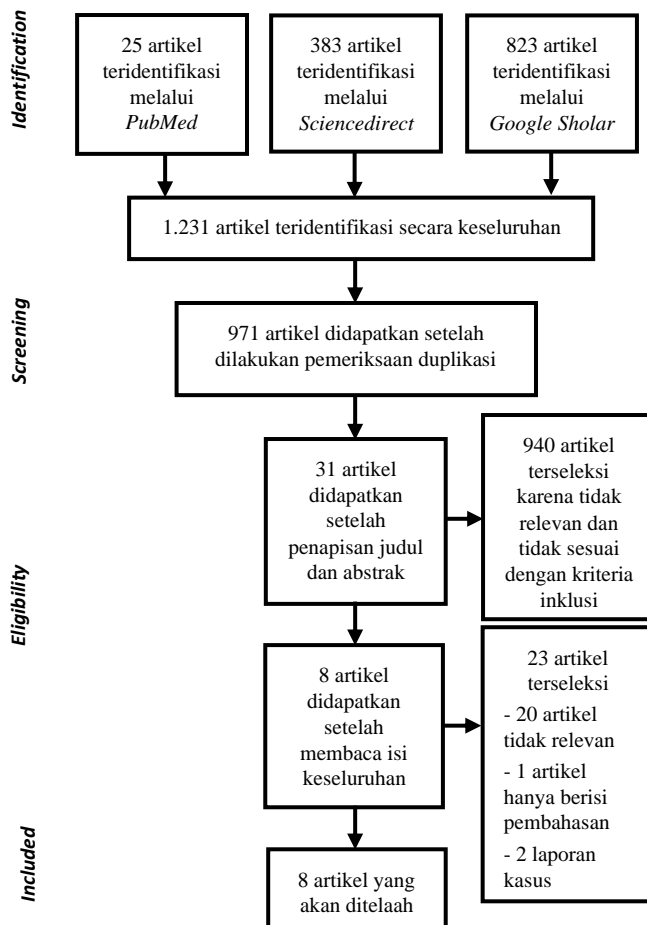 Identification
25 artikel
teridentifikasi
melalui
PubMed
383 artikel
teridentifikasi
melalui
Sciencedirect
823 artikel
teridentifikasi
melalui
Google Sholar
1.231 artikel teridentifikasi secara keseluruhan
Screening
971 artikel didapatkan setelah
dilakukan pemeriksaan duplikasi
31 artikel
didapatkan
setelah
penapisan judul
dan abstrak
940 artikel
terseleksi
karena tidak
relevan dan
tidak sesuai
dengan kriteria
inklusi
Eligibility
8 artikel
didapatkan
setelah
membaca isi
keseluruhan
23 artikel
terseleksi
- 20 artikel
tidak relevan
- 1 artikel
hanya berisi
pembahasan
- 2 laporan
kasus
Included
8 artikel yang
akan ditelaah